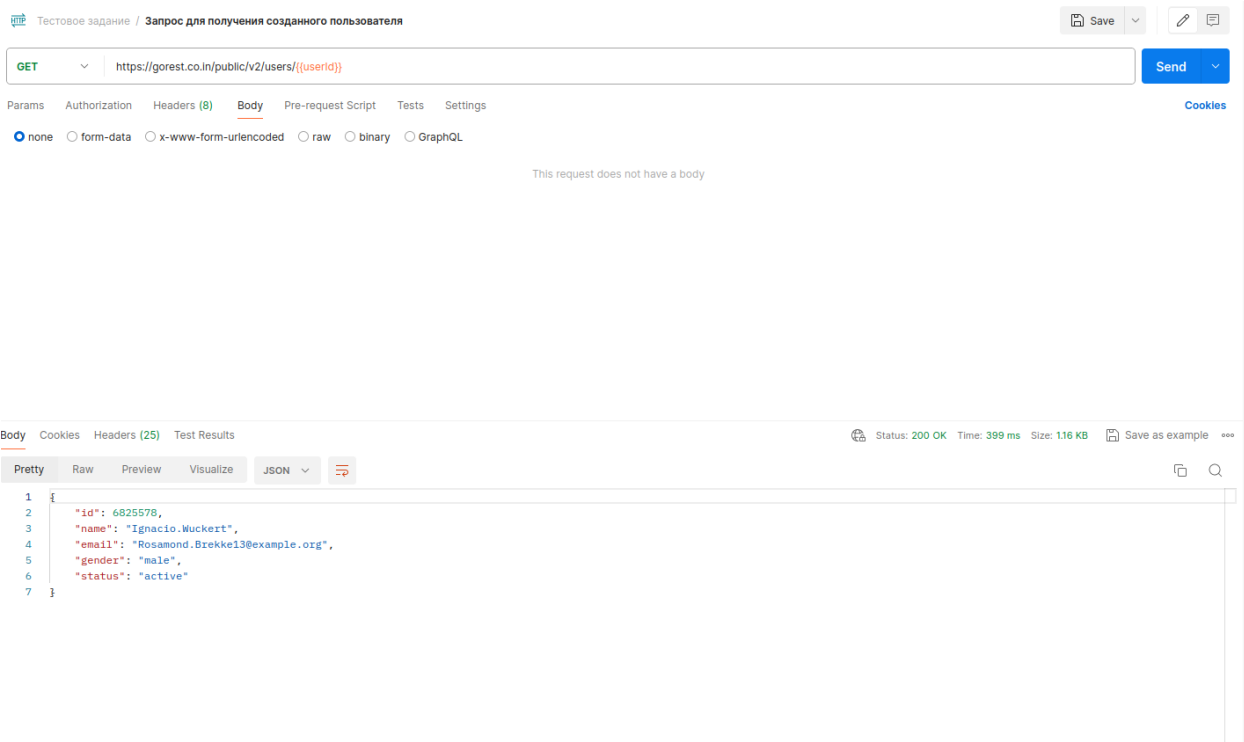 HTTP Тестовое задание / Запрос для получения созданного пользователя Save
GET https://gorest.co.in/public/v2/users/{{userId}} Send
Params Authorization Headers (8) Body Pre-request Script Tests Settings Cookies
none form-data x-www-form-urlencoded raw binary GraphQL
This request does not have a body
Body Cookies Headers (25) Test Results Status: 200 OK Time: 399 ms Size: 1.16 KB Save as example
Pretty Raw Preview Visualize JSON
1 {
2 "id": 6825578,
3 "name": "Ignacio.Wuckert",
4 "email": "Rosamond.Brekke13@example.org",
5 "gender": "male",
6 "status": "active"
7 }